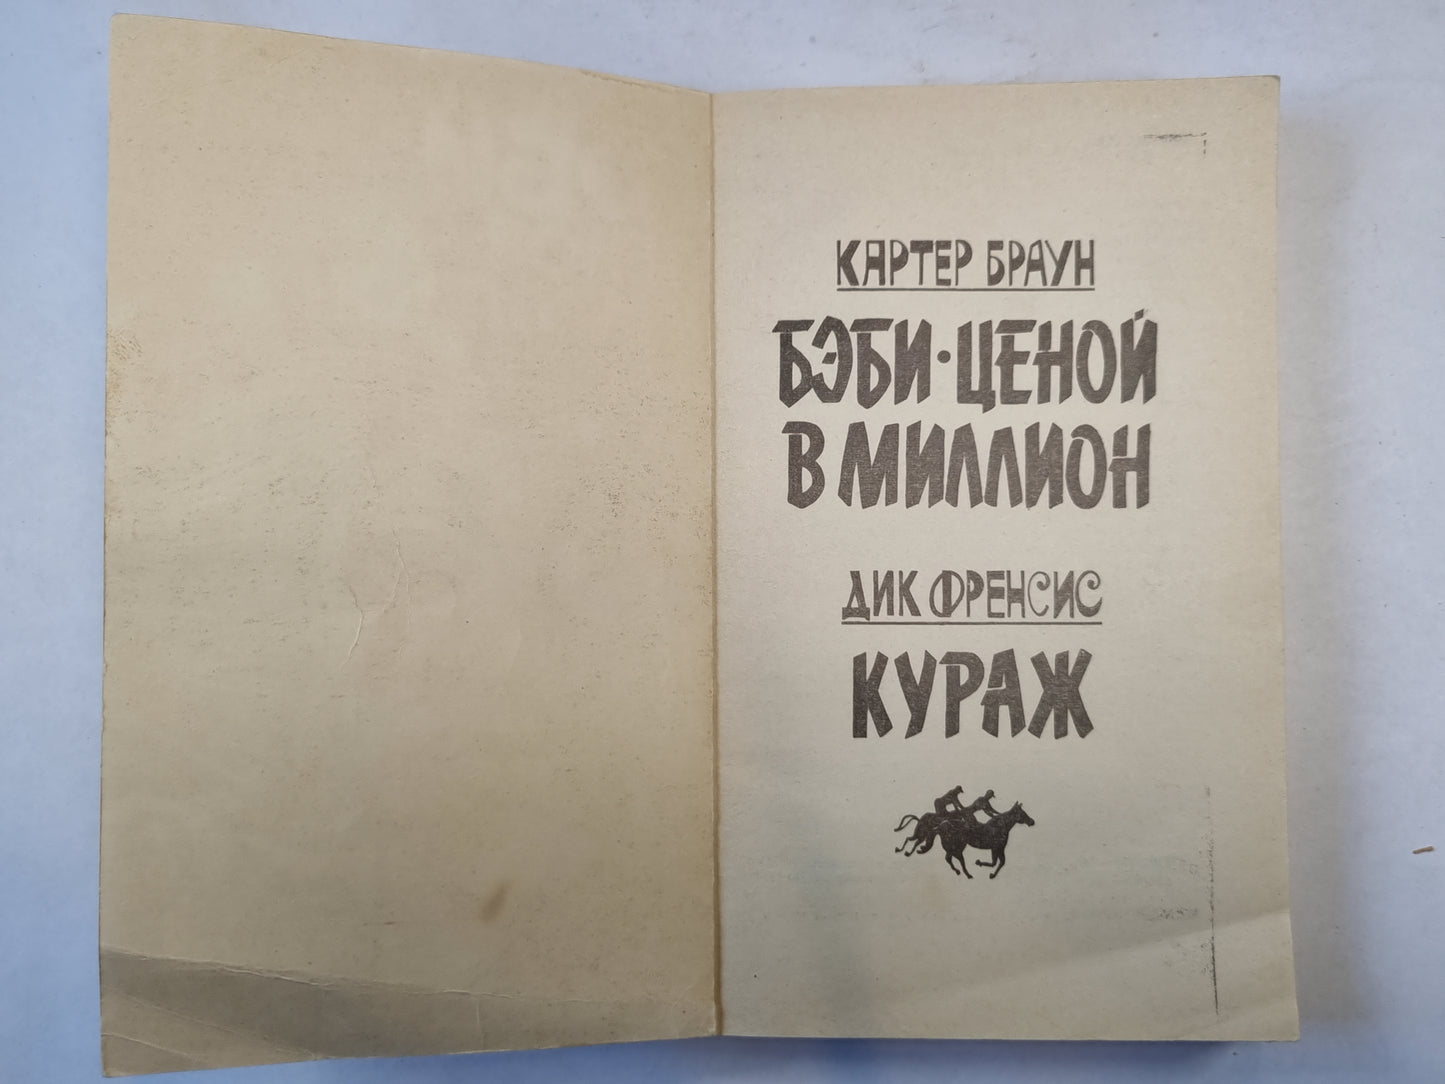 КАРТЕР БРАУН
БЭБИ·ЦЕНОЙ
В МИЛЛИОН
ДИК ФРЕНСИС
КУРАЖ